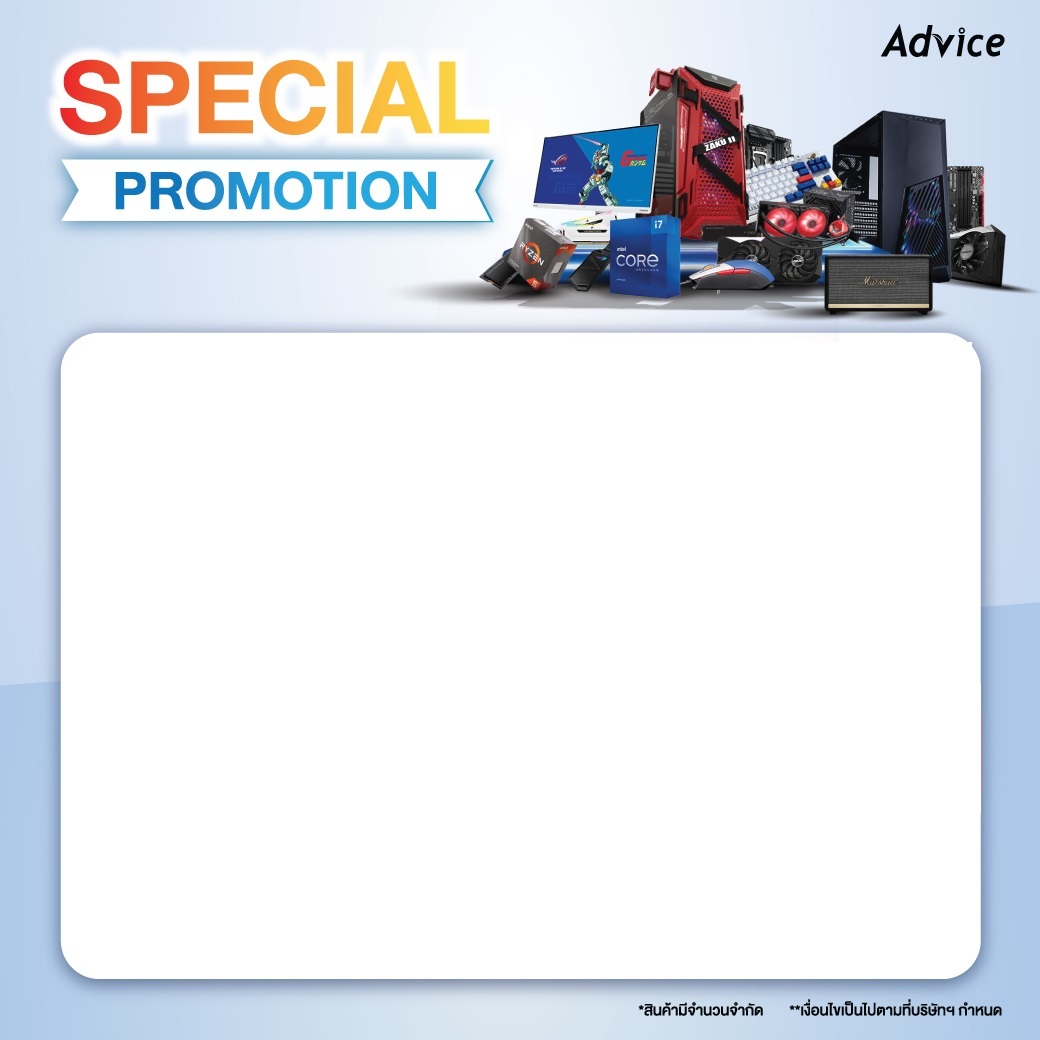 Advice
SPECIAL
PROMOTION
ZAKU II
i7
intel
CORE
RYZEN
5
Marshall
*สินค้ามีจำนวนจำกัด **เงื่อนไขเป็นไปตามที่บริษัทฯ กำหนด